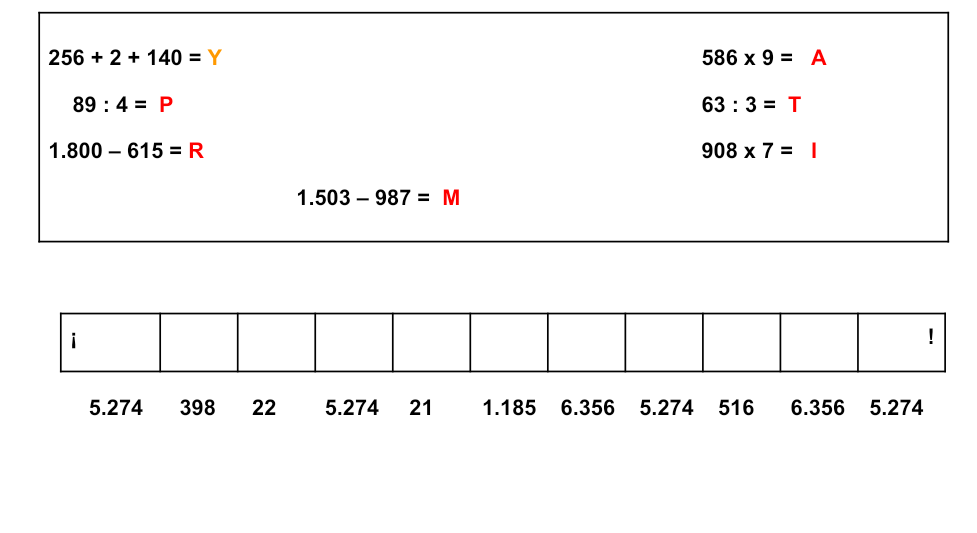 256 + 2 + 140 = Y
586 x 9 = A
89 : 4 = P
63 : 3 = T
1.800 – 615 = R
908 x 7 = I
1.503 – 987 = M
¡ !
5.274 398 22 5.274 21 1.185 6.356 5.274 516 6.356 5.274